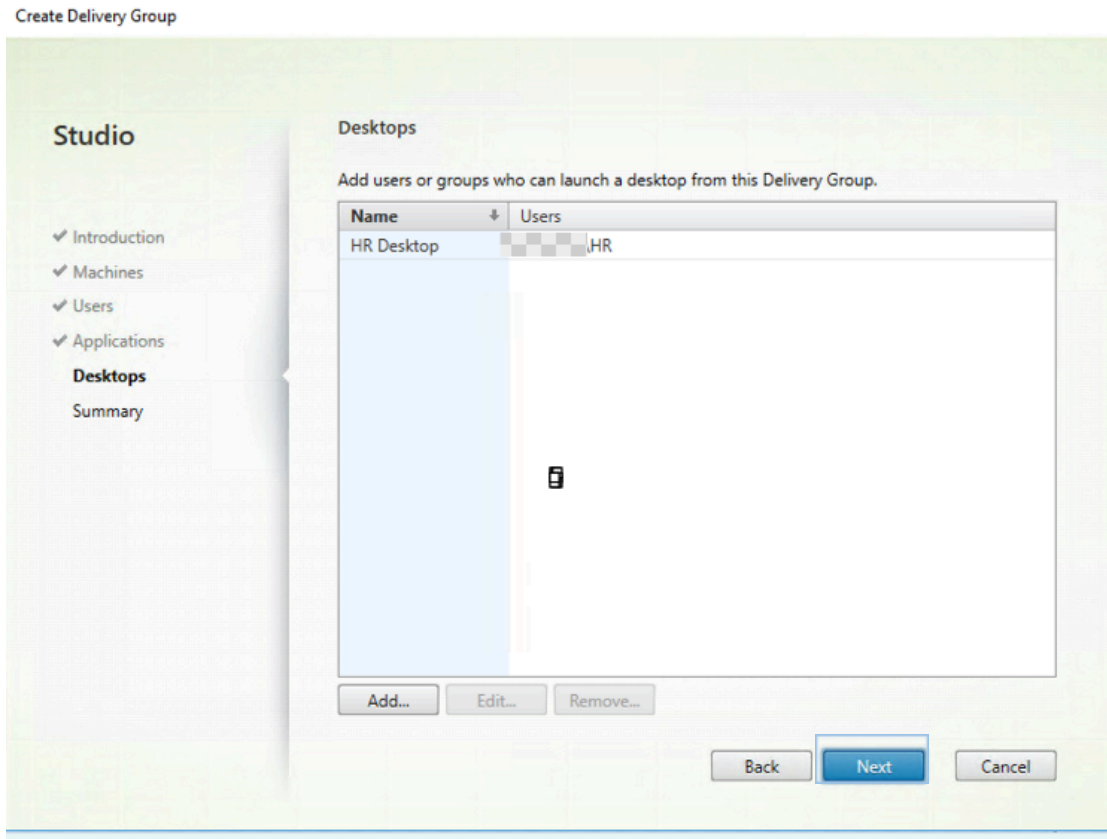 Create Delivery Group
Studio
Introduction
Machines
Users
Applications
Desktops
Summary
Desktops
Add users or groups who can launch a desktop from this Delivery Group.
Name Users
HR Desktop \HR
Add... Edit... Remove...
Back Next Cancel